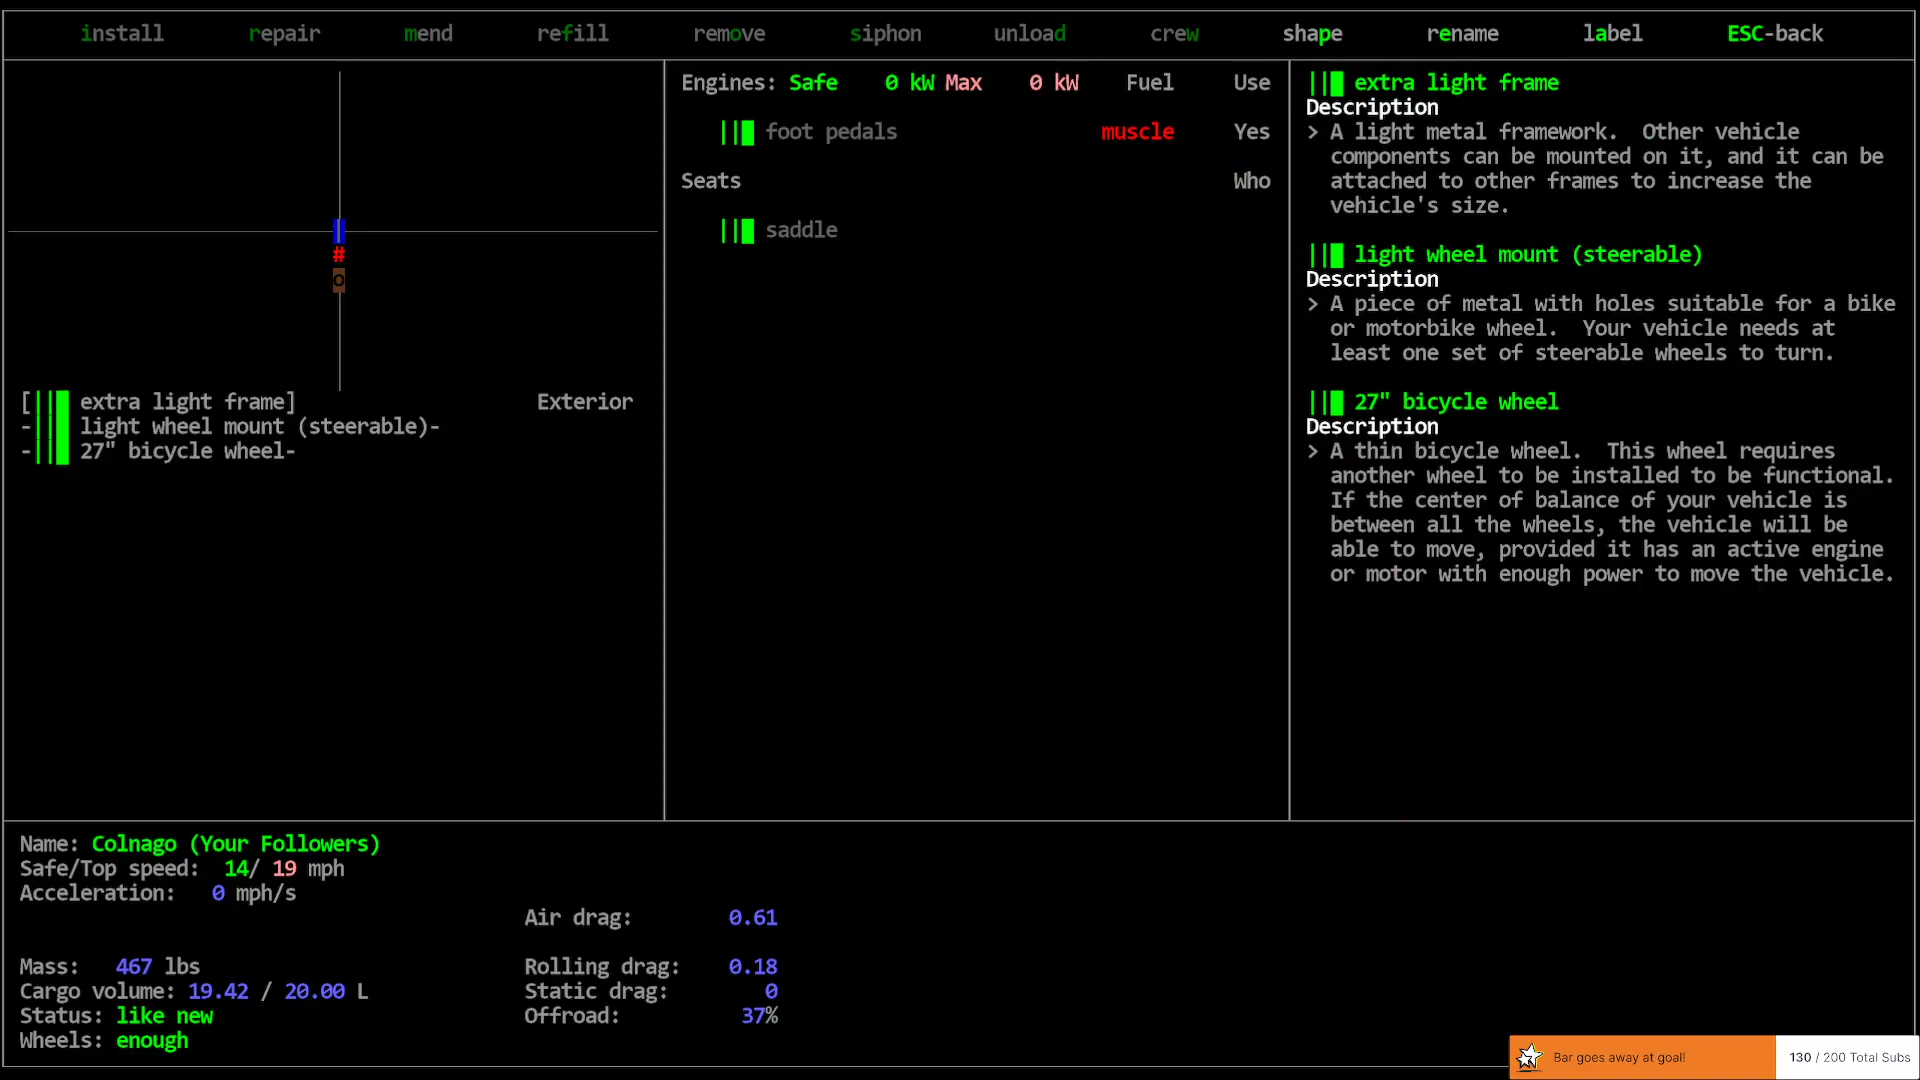 install repair mend refill remove siphon unload crew shape rename label ESC-back
#
o
[||█ extra light frame] Exterior
-||█ light wheel mount (steerable)-
-||█ 27" bicycle wheel-
Engines: Safe 0 kW Max 0 kW Fuel Use
||█ foot pedals muscle Yes
Seats Who
||█ saddle
||█ extra light frame
Description
> A light metal framework.  Other vehicle
components can be mounted on it, and it can be
attached to other frames to increase the
vehicle's size.
||█ light wheel mount (steerable)
Description
> A piece of metal with holes suitable for a bike
or motorbike wheel.  Your vehicle needs at
least one set of steerable wheels to turn.
||█ 27" bicycle wheel
Description
> A thin bicycle wheel.  This wheel requires
another wheel to be installed to be functional.
If the center of balance of your vehicle is
between all the wheels, the vehicle will be
able to move, provided it has an active engine
or motor with enough power to move the vehicle.
Name: Colnago (Your Followers)
Safe/Top speed: 14/ 19 mph
Acceleration: 0 mph/s
Mass: 467 lbs
Cargo volume: 19.42 / 20.00 L
Status: like new
Wheels: enough
Air drag: 0.61
Rolling drag: 0.18
Static drag: 0
Offroad: 37%
Bar goes away at goal! 130 / 200 Total Subs